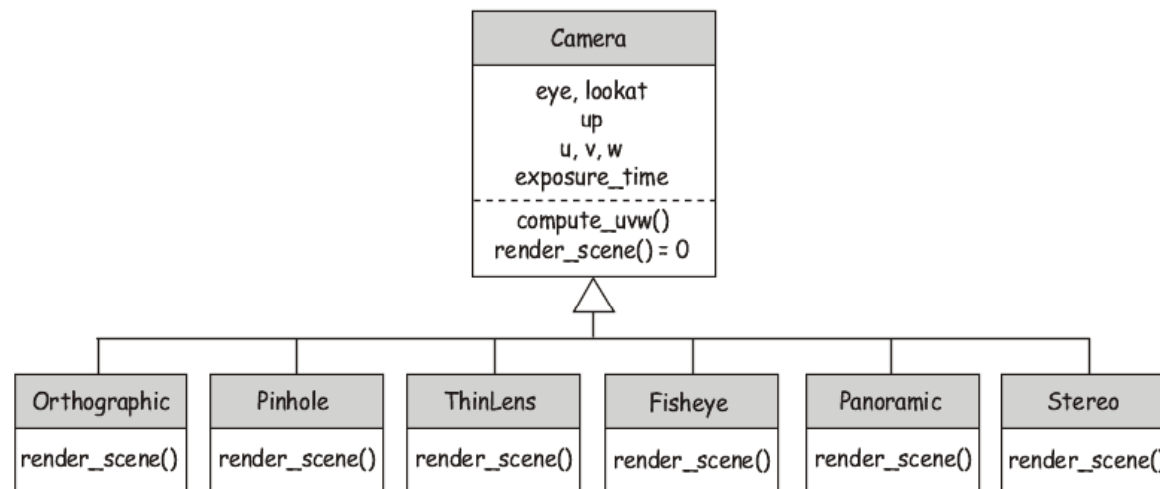 Camera
eye, lookat
up
u, v, w
exposure_time
compute_uvw()
render_scene() = 0
Orthographic
Pinhole
ThinLens
Fisheye
Panoramic
Stereo
render_scene()
render_scene()
render_scene()
render_scene()
render_scene()
render_scene()